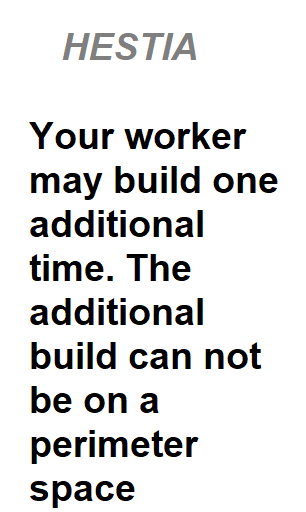 HESTIA
Your worker
may build one
additional
time. The
additional
build can not
be on a
perimeter
space